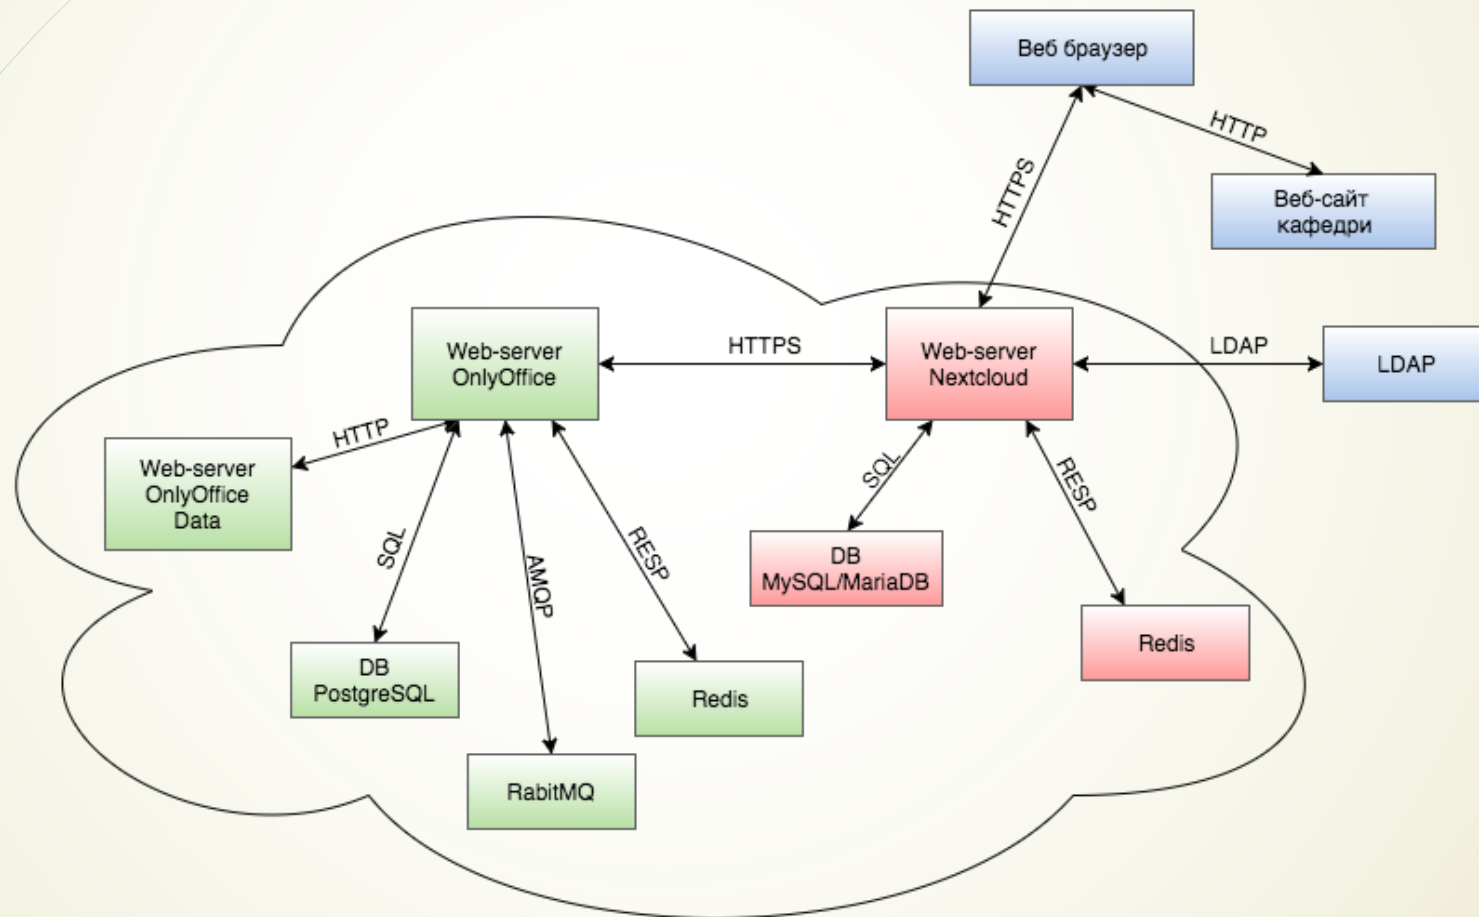 Веб браузер
HTTP
HTTPS
Веб-сайт
кафедри
Web-server
OnlyOffice
HTTPS
Web-server
Nextcloud
LDAP
LDAP
HTTP
Web-server
OnlyOffice
Data
SQL
AMQP
RESP
SQL
RESP
DB
MySQL/MariaDB
Redis
DB
PostgreSQL
Redis
RabitMQ